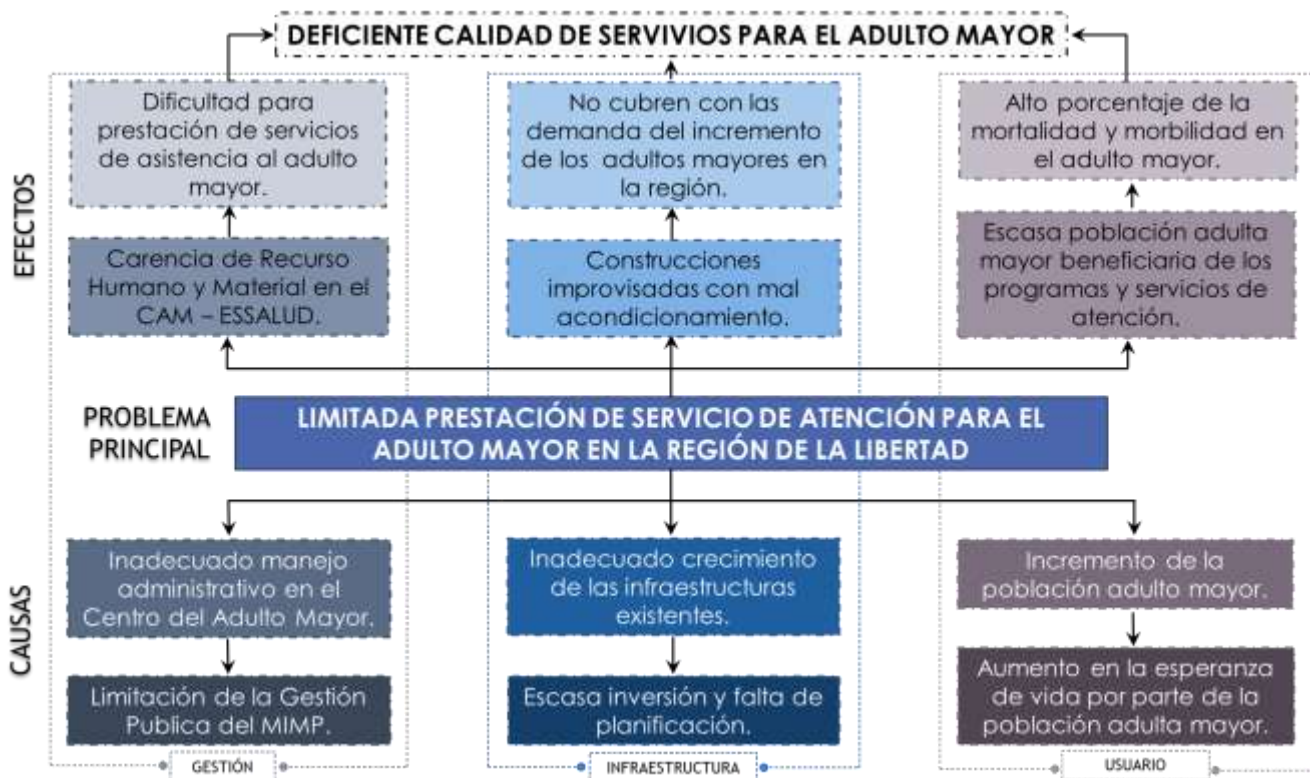 DEFICIENTE CALIDAD DE SERVIVIOS PARA EL ADULTO MAYOR
EFECTOS
Dificultad para
prestación de servicios
de asistencia al adulto
mayor.
No cubren con las
demanda del incremento
de los adultos mayores en
la región.
Alto porcentaje de la
mortalidad y morbilidad en
el adulto mayor.
Carencia de Recurso
Humano y Material en el
CAM – ESSALUD.
Construcciones
improvisadas con mal
acondicionamiento.
Escasa población adulta
mayor beneficiaria de los
programas y servicios de
atención.
PROBLEMA
PRINCIPAL
LIMITADA PRESTACIÓN DE SERVICIO DE ATENCIÓN PARA EL
ADULTO MAYOR EN LA REGIÓN DE LA LIBERTAD
CAUSAS
Inadecuado manejo
administrativo en el
Centro del Adulto Mayor.
Inadecuado crecimiento
de las infraestructuras
existentes.
Incremento de la
población adulto mayor.
Limitación de la Gestión
Publica del MIMP.
Escasa inversión y falta de
planificación.
Aumento en la esperanza
de vida por parte de la
población adulta mayor.
GESTIÓN
INFRAESTRUCTURA
USUARIO